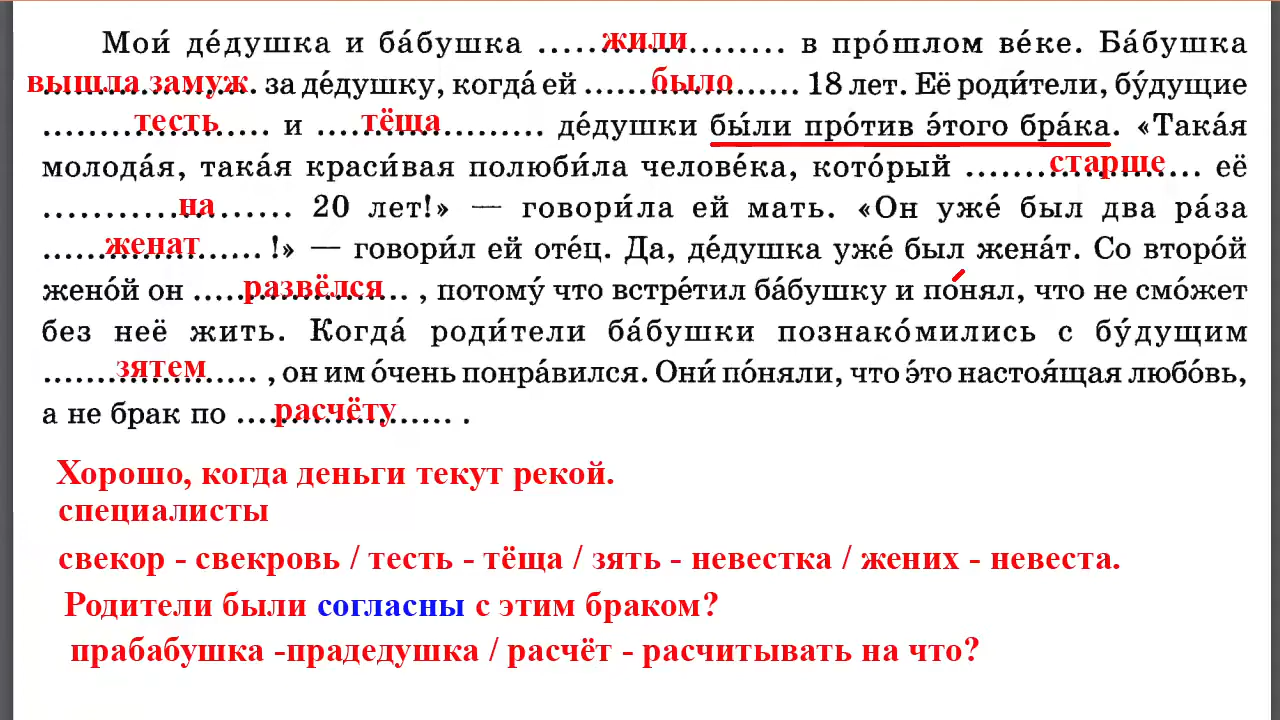 Мои́ де́душка и ба́бушка ..... жили ....... в про́шлом ве́ке. Ба́бушка
вышла замуж. за де́душку, когда́ ей ..... было ..... 18 лет. Её роди́тели, бу́дущие
...... тесть .... и .... тёща ....... де́душки бы́ли про́тив э́того бра́ка. «Така́я
молода́я, така́я краси́вая полюби́ла челове́ка, кото́рый ...... старше ... её
.......... на ...... 20 лет!» — говори́ла ей мать. «Он уже́ был два ра́за
..... женат ..... !» — говори́л ей оте́ц. Да, де́душка уже́ был жена́т. Со второ́й
жено́й он .... развёлся .. , потому́ что встре́тил ба́бушку и по́нял, что не смо́жет
без неё жить. Когда́ роди́тели ба́бушки познако́мились с бу́дущим
...... зятем .... , он им о́чень понра́вился. Они́ по́няли, что э́то настоя́щая любо́вь,
а не брак по ... расчёту .... .
Хорошо, когда деньги текут рекой.
специалисты
свекор - свекровь / тесть - тёща / зять - невестка / жених - невеста.
Родители были согласны с этим браком?
прабабушка -прадедушка / расчёт - расчитывать на что?